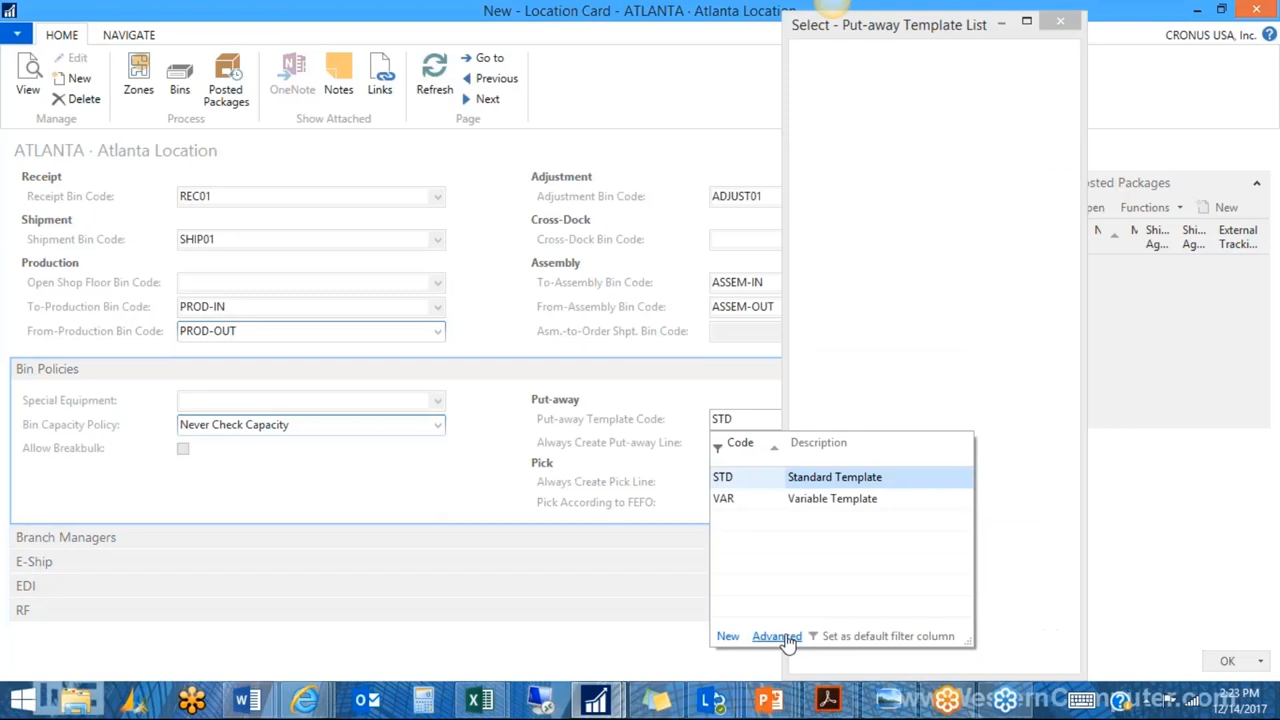 New - Location Card - ATLANTA · Atlanta Location
Select - Put-away Template List
HOME
NAVIGATE
CRONUS USA, Inc.
View
Edit
New
Delete
Manage
Zones
Bins
Posted Packages
Process
OneNote
Notes
Links
Show Attached
Refresh
Go to
Previous
Next
Page
ATLANTA · Atlanta Location
Receipt
Receipt Bin Code:
REC01
Shipment
Shipment Bin Code:
SHIP01
Production
Open Shop Floor Bin Code:
To-Production Bin Code:
PROD-IN
From-Production Bin Code:
PROD-OUT
Adjustment
Adjustment Bin Code:
ADJUST01
Cross-Dock
Cross-Dock Bin Code:
Assembly
To-Assembly Bin Code:
ASSEM-IN
From-Assembly Bin Code:
ASSEM-OUT
Asm.-to-Order Shpt. Bin Code:
Bin Policies
Special Equipment:
Bin Capacity Policy:
Never Check Capacity
Allow Breakbulk:
Put-away
Put-away Template Code:
STD
Always Create Put-away Line:
Pick
Always Create Pick Line:
Pick According to FEFO:
Code
Description
STD
Standard Template
VAR
Variable Template
New
Advanced
Set as default filter column
Branch Managers
E-Ship
EDI
RF
sted Packages
pen
Functions
New
N
M
Shi... Ag...
Shi... Ag...
External Tracki...
OK
www.WesternComputer.com
2:23 PM
12/14/2017